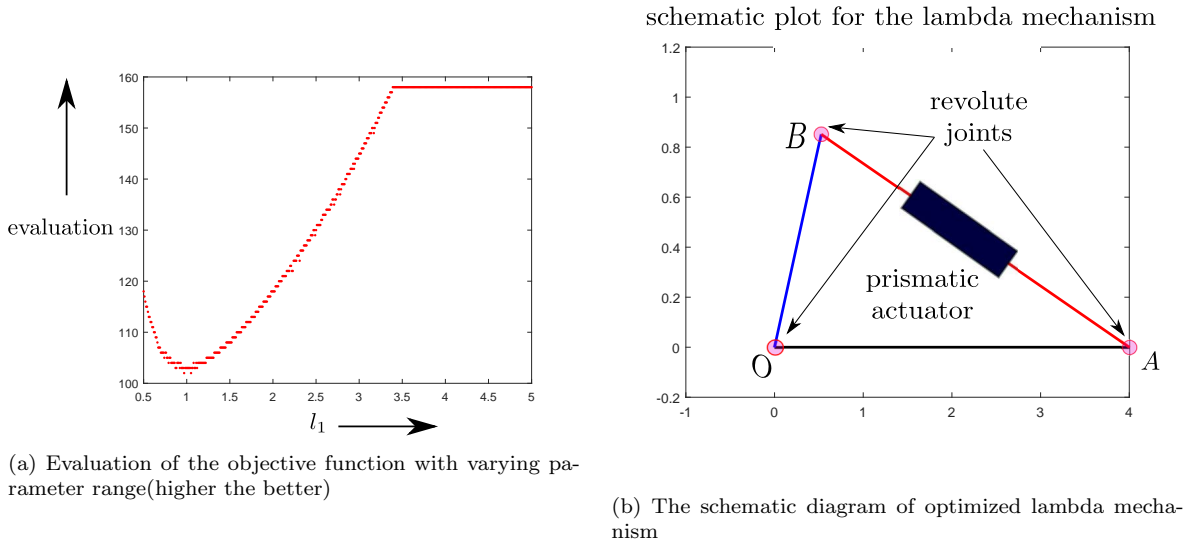 160
150
140
130
120
110
100
evaluation
0.5 1 1.5 2 2.5 3 3.5 4 4.5 5
l1
(a) Evaluation of the objective function with varying pa-
rameter range(higher the better)
schematic plot for the lambda mechanism
1.2
1
0.8
0.6
0.4
0.2
0
-0.2
-1 0 1 2 3 4
revolute
joints
B
prismatic
actuator
O
A
(b) The schematic diagram of optimized lambda mecha-
nism